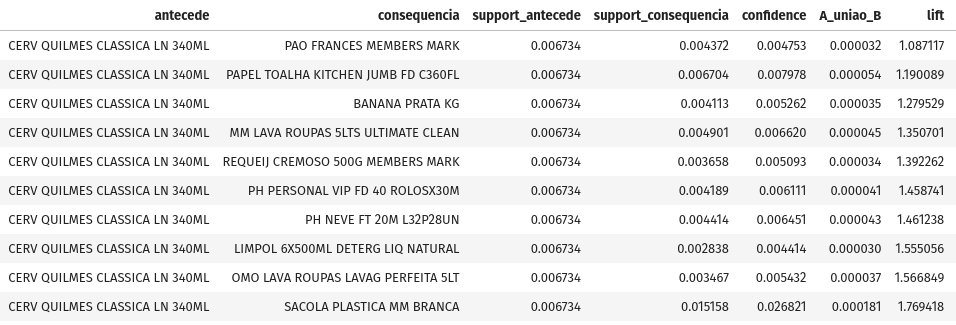 antecede consequencia support_antecede support_consequencia confidence A_uniao_B lift
CERV QUILMES CLASSICA LN 340ML PAO FRANCES MEMBERS MARK 0.006734 0.004372 0.004753 0.000032 1.087117
CERV QUILMES CLASSICA LN 340ML PAPEL TOALHA KITCHEN JUMB FD C360FL 0.006734 0.006704 0.007978 0.000054 1.190089
CERV QUILMES CLASSICA LN 340ML BANANA PRATA KG 0.006734 0.004113 0.005262 0.000035 1.279529
CERV QUILMES CLASSICA LN 340ML MM LAVA ROUPAS 5LTS ULTIMATE CLEAN 0.006734 0.004901 0.006620 0.000045 1.350701
CERV QUILMES CLASSICA LN 340ML REQUEIJ CREMOSO 500G MEMBERS MARK 0.006734 0.003658 0.005093 0.000034 1.392262
CERV QUILMES CLASSICA LN 340ML PH PERSONAL VIP FD 40 ROLOSX30M 0.006734 0.004189 0.006111 0.000041 1.458741
CERV QUILMES CLASSICA LN 340ML PH NEVE FT 20M L32P28UN 0.006734 0.004414 0.006451 0.000043 1.461238
CERV QUILMES CLASSICA LN 340ML LIMPOL 6X500ML DETERG LIQ NATURAL 0.006734 0.002838 0.004414 0.000030 1.555056
CERV QUILMES CLASSICA LN 340ML OMO LAVA ROUPAS LAVAG PERFEITA 5LT 0.006734 0.003467 0.005432 0.000037 1.566849
CERV QUILMES CLASSICA LN 340ML SACOLA PLASTICA MM BRANCA 0.006734 0.015158 0.026821 0.000181 1.769418